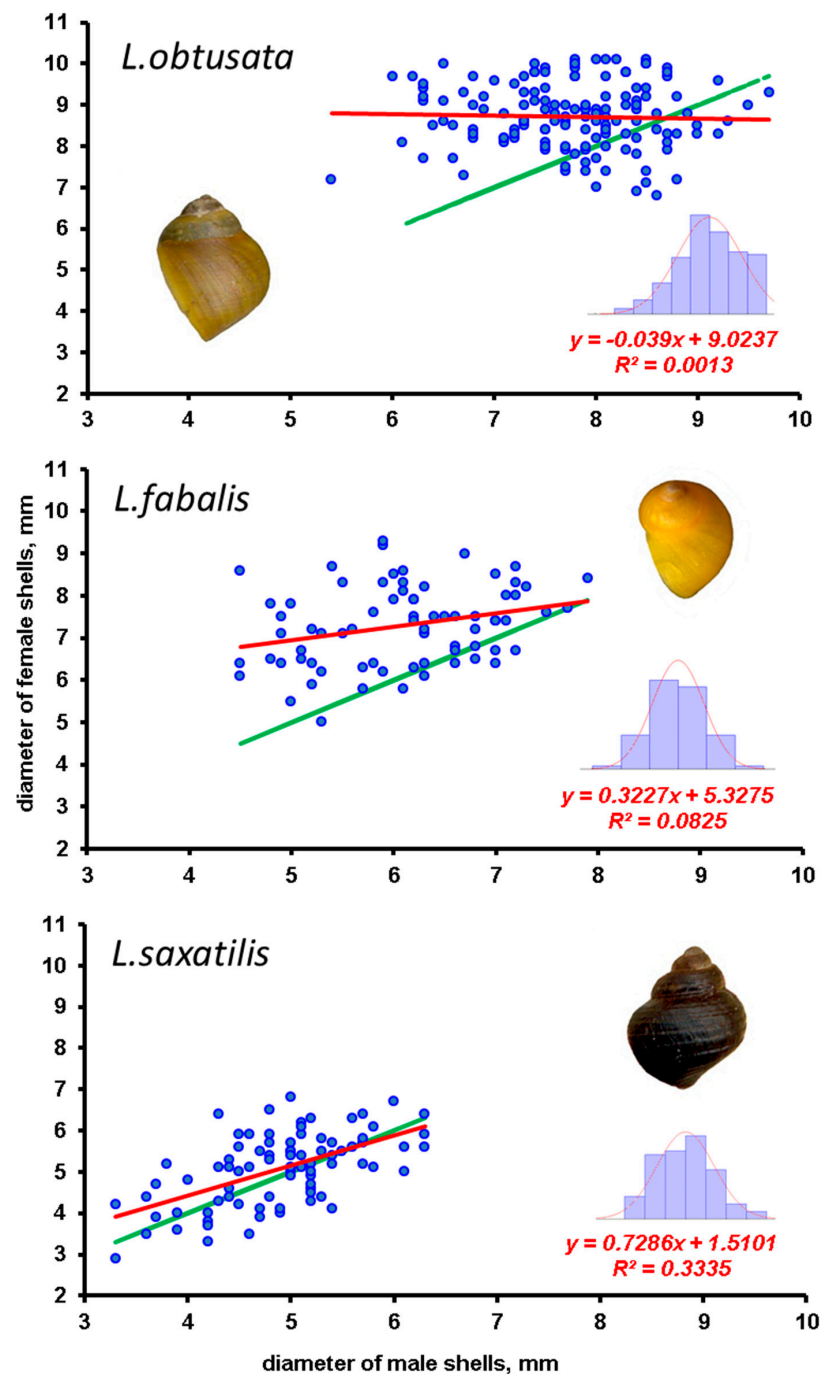 L.obtusata
11
10
9
8
7
6
5
4
3
2
y = -0.039x + 9.0237
R² = 0.0013
3 4 5 6 7 8 9 10
L.fabalis
11
10
9
8
7
6
5
4
3
2
diameter of female shells, mm
y = 0.3227x + 5.3275
R² = 0.0825
3 4 5 6 7 8 9 10
L.saxatilis
11
10
9
8
7
6
5
4
3
2
y = 0.7286x + 1.5101
R² = 0.3335
3 4 5 6 7 8 9 10
diameter of male shells, mm